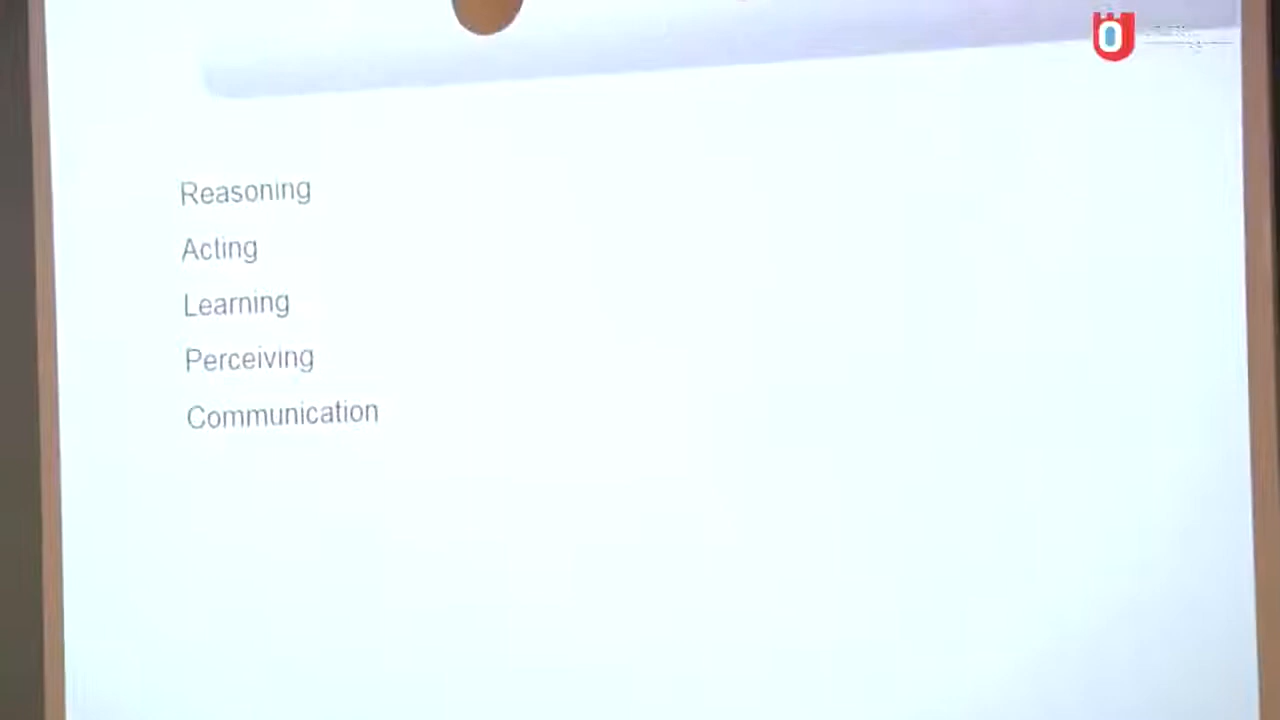 Reasoning
Acting
Learning
Perceiving
Communication